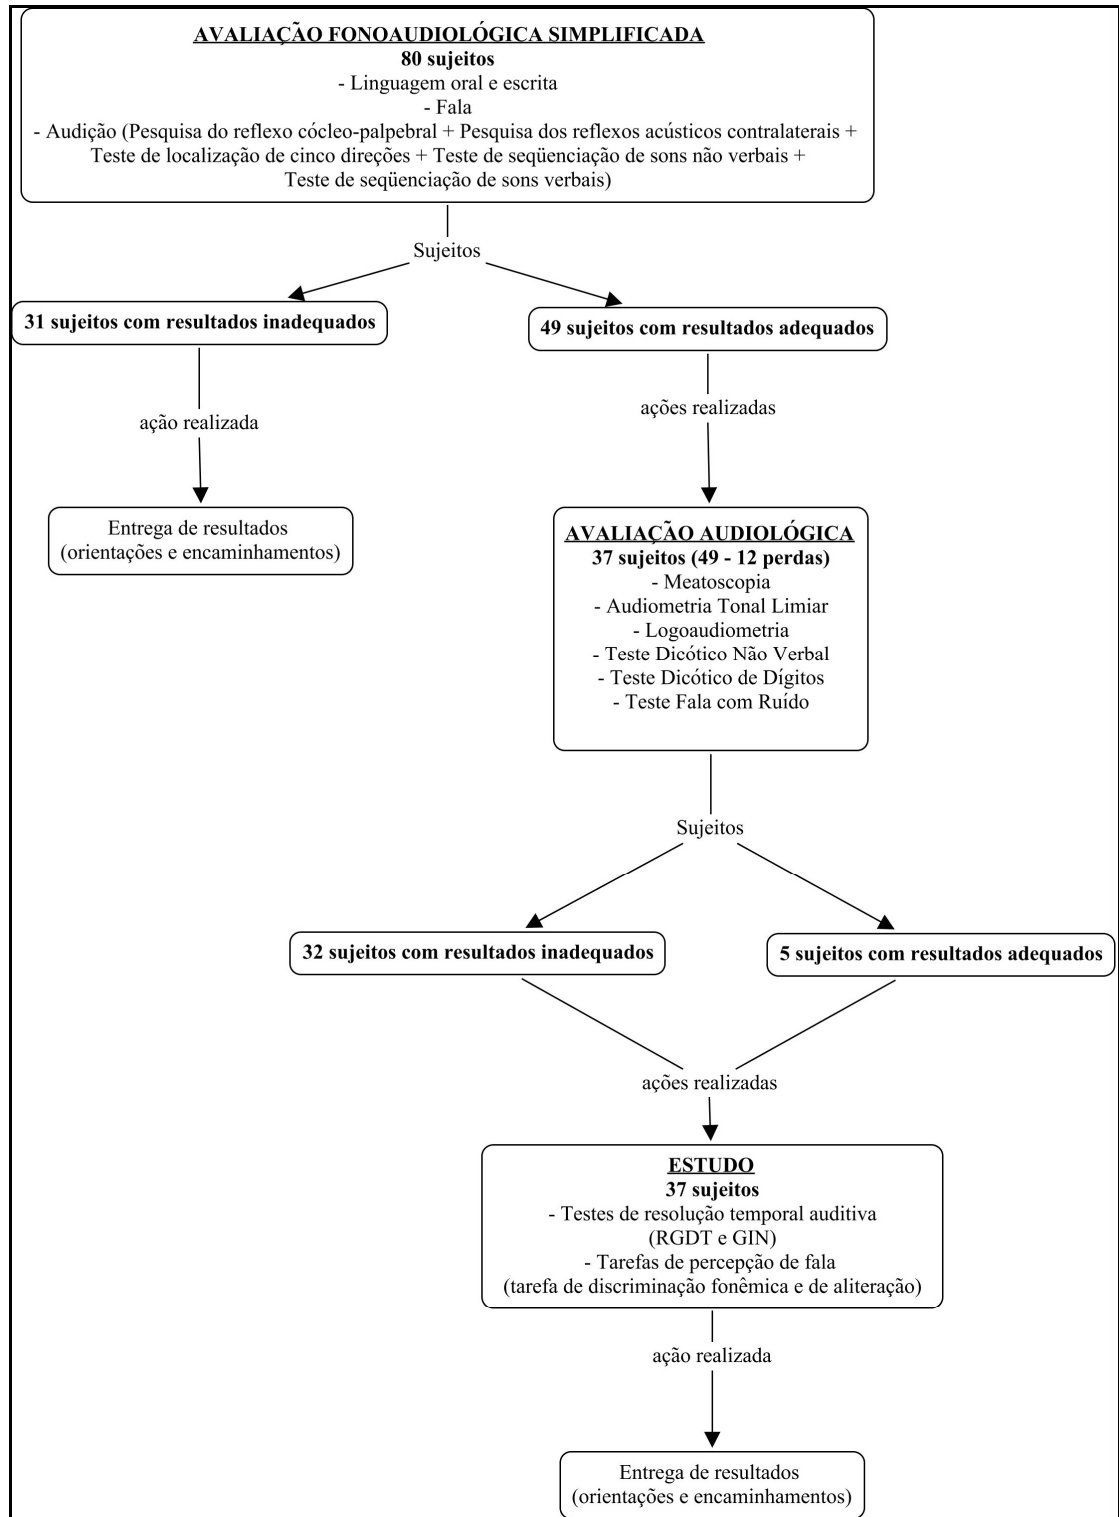 AVALIAÇÃO FONOAUDIOLÓGICA SIMPLIFICADA
80 sujeitos
- Linguagem oral e escrita
- Fala
- Audição (Pesquisa do reflexo cócleo-palpebral + Pesquisa dos reflexos acústicos contralaterais +
Teste de localização de cinco direções + Teste de seqüenciação de sons não verbais +
Teste de seqüenciação de sons verbais)
Sujeitos
31 sujeitos com resultados inadequados
49 sujeitos com resultados adequados
ação realizada
ações realizadas
Entrega de resultados
(orientações e encaminhamentos)
AVALIAÇÃO AUDIOLÓGICA
37 sujeitos (49 - 12 perdas)
- Meatoscopia
- Audiometria Tonal Limiar
- Logoaudiometria
- Teste Dicótico Não Verbal
- Teste Dicótico de Dígitos
- Teste Fala com Ruído
Sujeitos
32 sujeitos com resultados inadequados
5 sujeitos com resultados adequados
ações realizadas
ESTUDO
37 sujeitos
- Testes de resolução temporal auditiva
(RGDT e GIN)
- Tarefas de percepção de fala
(tarefa de discriminação fonêmica e de aliteração)
ação realizada
Entrega de resultados
(orientações e encaminhamentos)